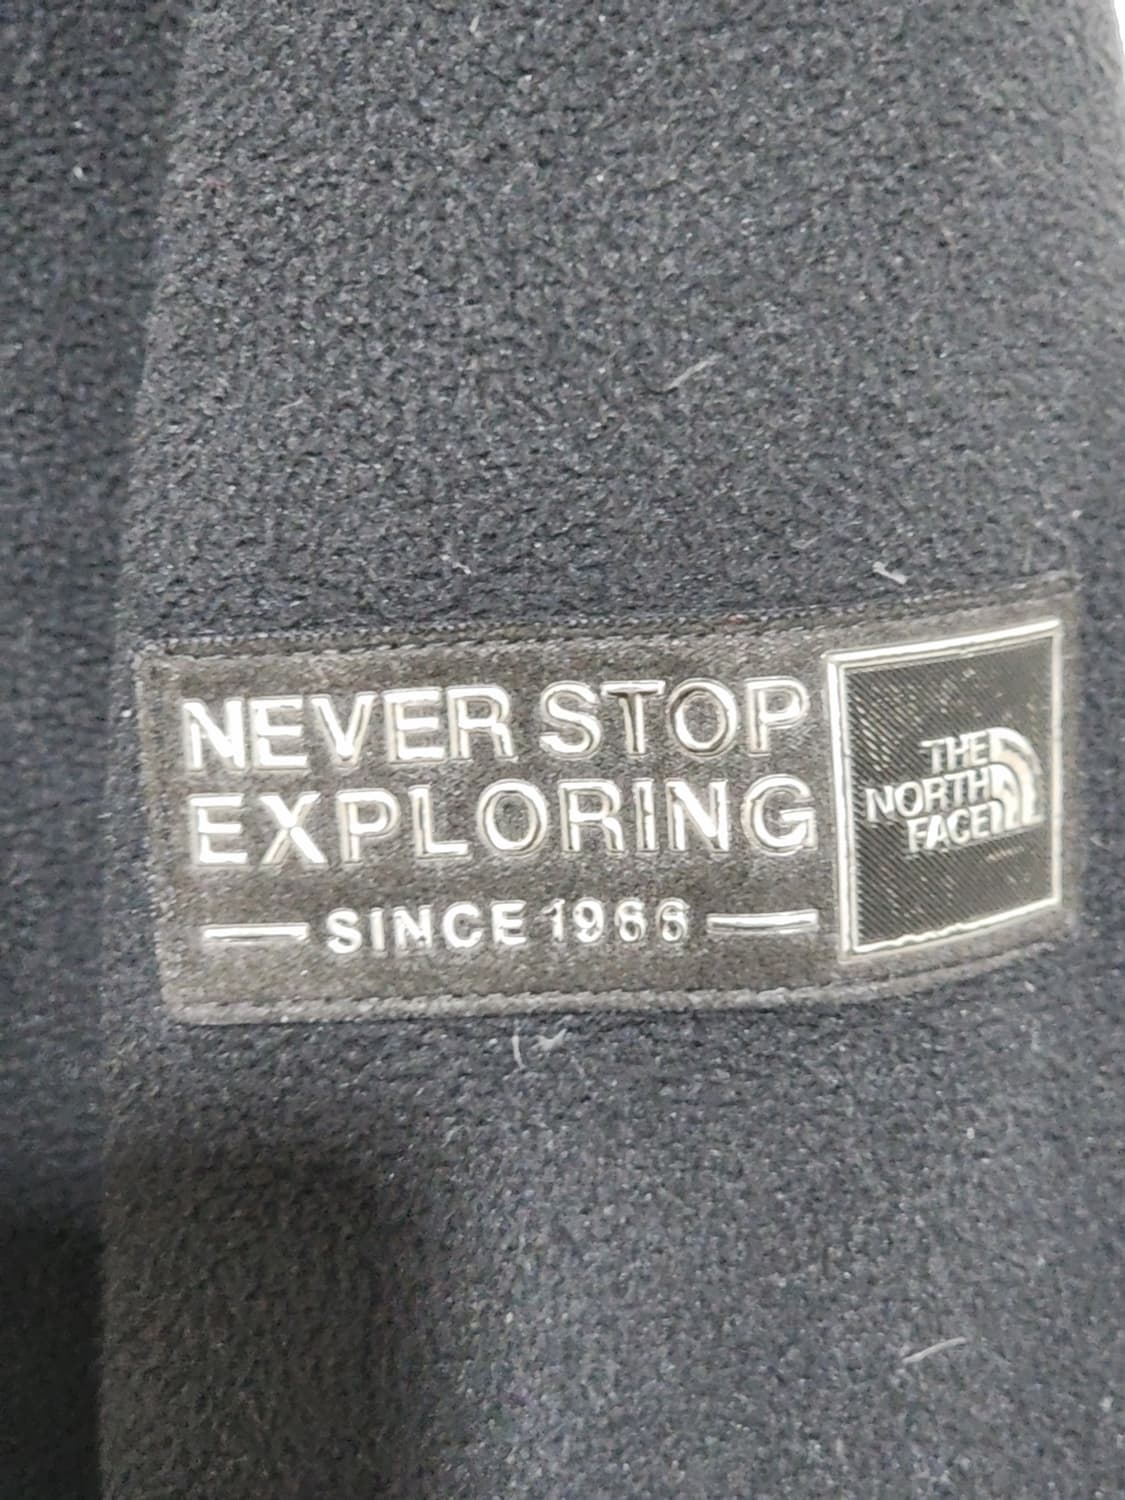 NEVER STOP
EXPLORING
SINCE 1966
THE
NORTH
FACE